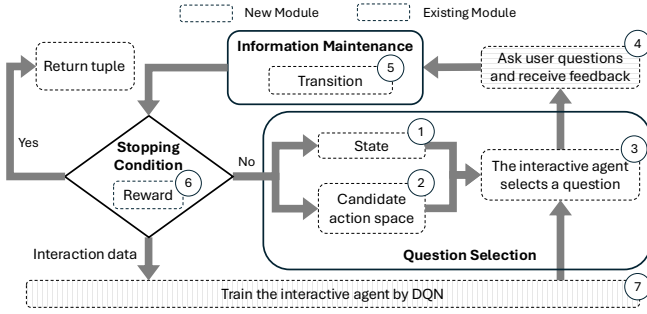 New Module
Existing Module
Return tuple
Information Maintenance
Transition
5
Ask user questions
and receive feedback
4
Yes
Stopping
Condition
Reward
6
No
State
1
Candidate
action space
2
The interactive agent
selects a question
3
Question Selection
Interaction data
Train the interactive agent by DQN
7